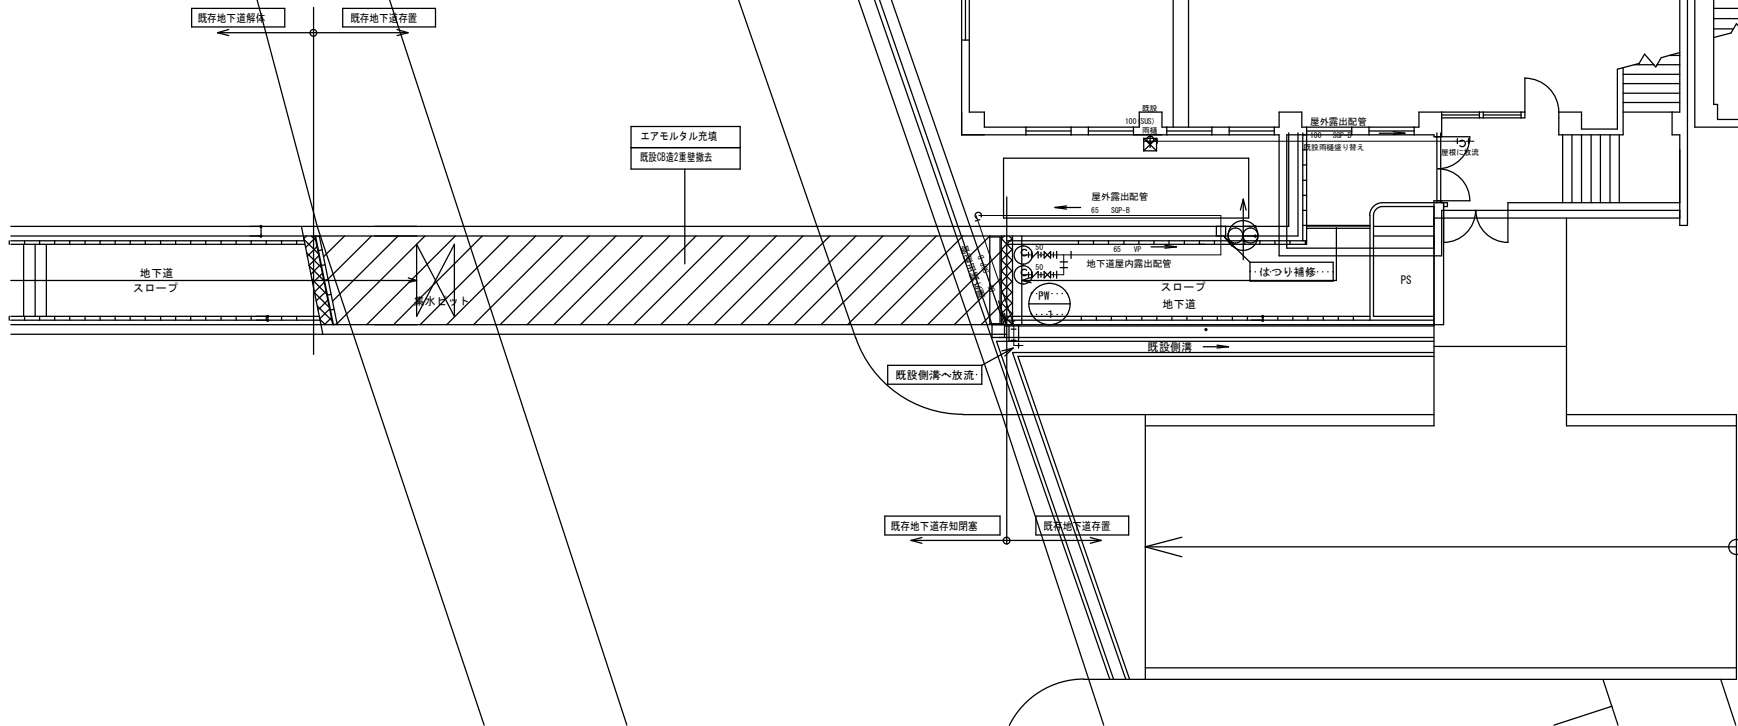 既存地下道解体
既存地下道存置
エアモルタル充填
既設CB造2重壁撤去
既設
100(SUS)
雨樋
屋外露出配管
100 SGP-B
既設雨樋盛り替え
屋根に放流
屋外露出配管
65 SGP-B
50
65 VP
地下道屋内露出配管
50
はつり補修
地下道
スロープ
集水ピット
PW
1
スロープ
地下道
PS
既設側溝
既設側溝へ放流
既存地下道存知閉塞
既存地下道存置